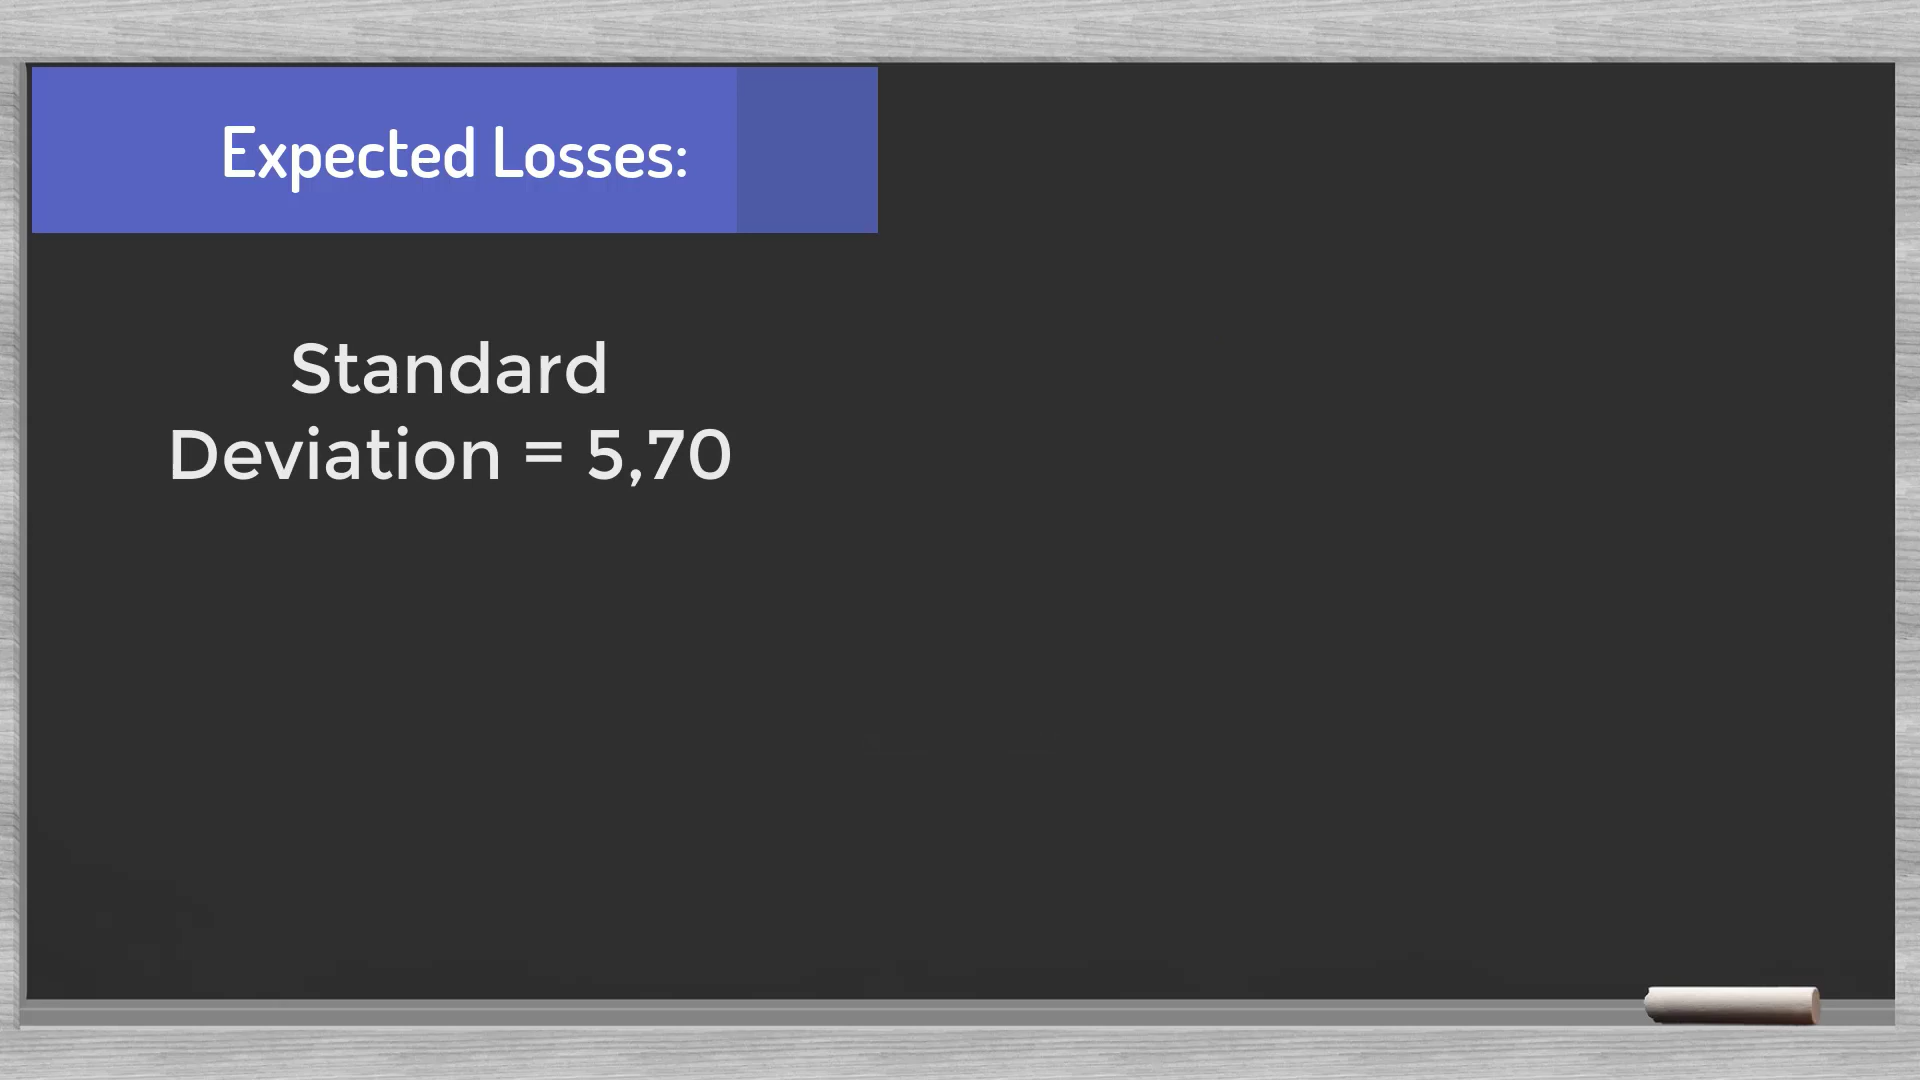 Expected Losses:
Standard
Deviation = 5,70